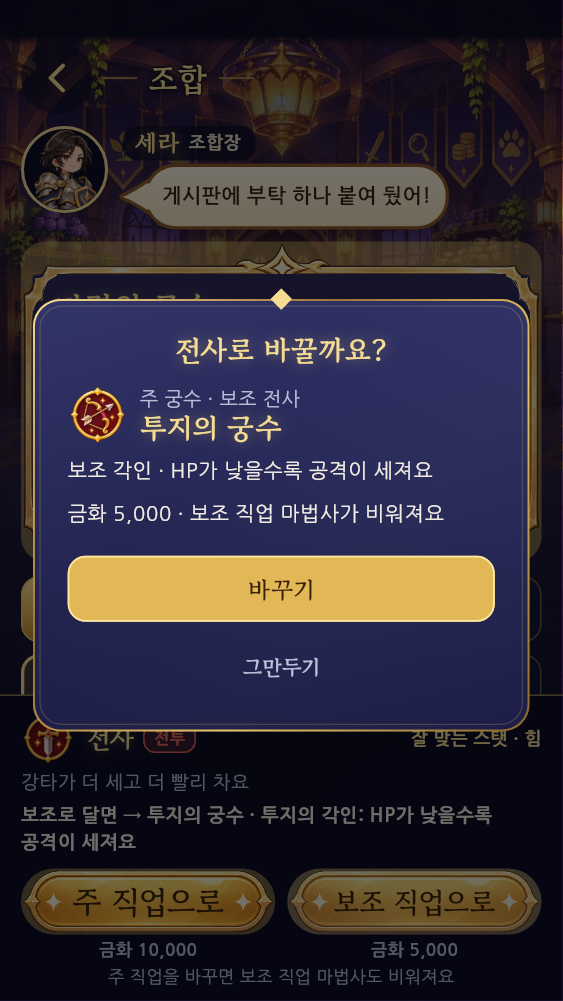 조합
세라 조합장
게시판에 부탁 하나 붙여 뒀어!
전사로 바꿀까요?
주 궁수 · 보조 전사
투지의 궁수
보조 각인 · HP가 낮을수록 공격이 세져요
금화 5,000 · 보조 직업 마법사가 비워져요
바꾸기
그만두기
전사 전투 잘 맞는 스탯 · 힘
강타가 더 세고 더 빨리 차요
보조로 달면 → 투지의 궁수 · 투지의 각인: HP가 낮을수록
공격이 세져요
주 직업으로 보조 직업으로
금화 10,000 금화 5,000
주 직업을 바꾸면 보조 직업 마법사도 비워져요